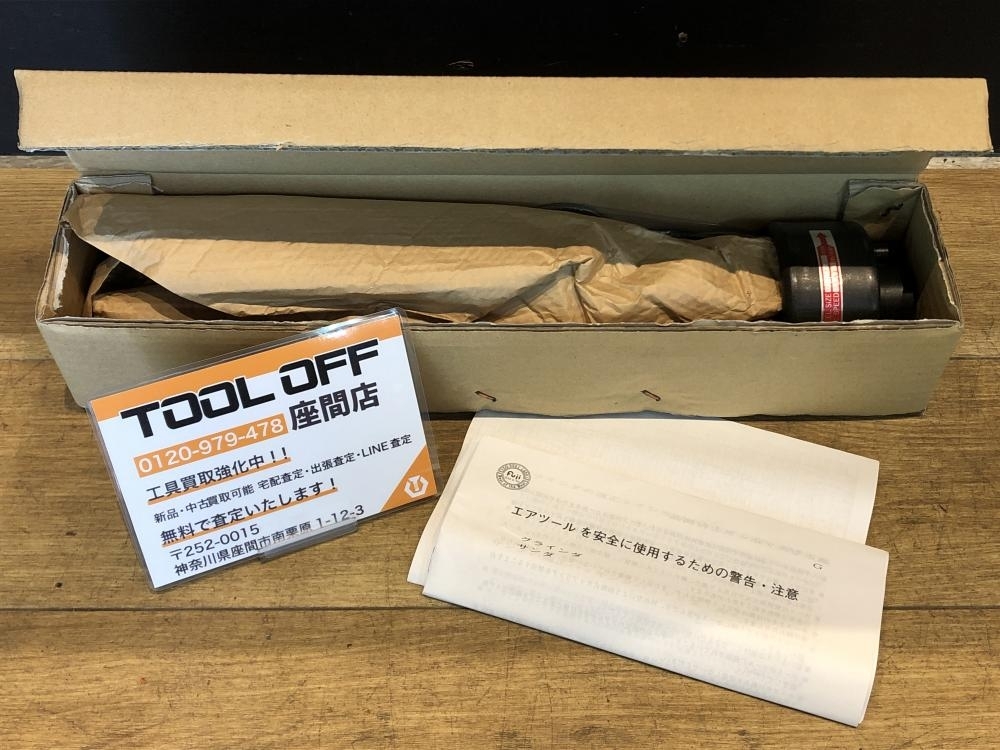 SIZE
SPEED
TOOL OFF
0120-979-478 座間店
工具買取強化中！！
新品・中古買取可能 宅配査定・出張査定・LINE査定
無料で査定いたします！
〒252-0015
神奈川県座間市南栗原1-12-3
FUJI
G
エアツール を安全に使用するための警告・注意
グラインダ
サンダ